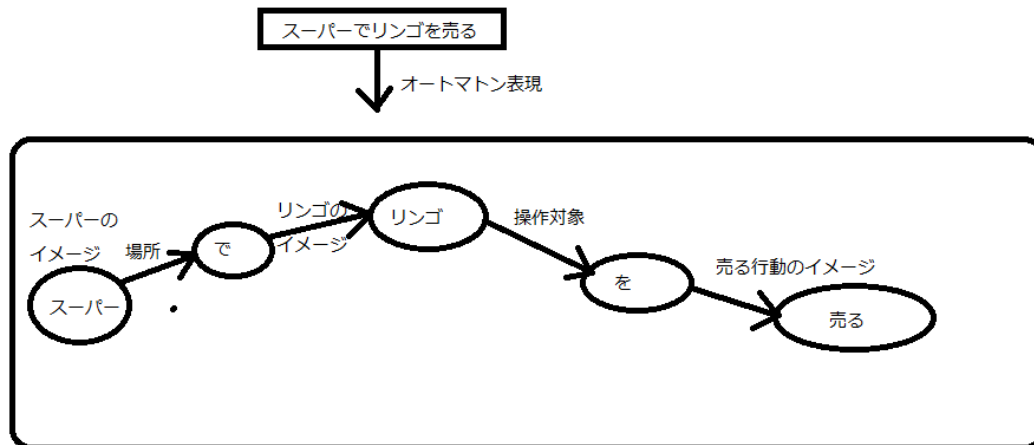 スーパーでリンゴを売る
オートマトン表現
スーパーの
イメージ
場所
で
リンゴの
イメージ
リンゴ
操作対象
を
売る行動のイメージ
スーパー
売る